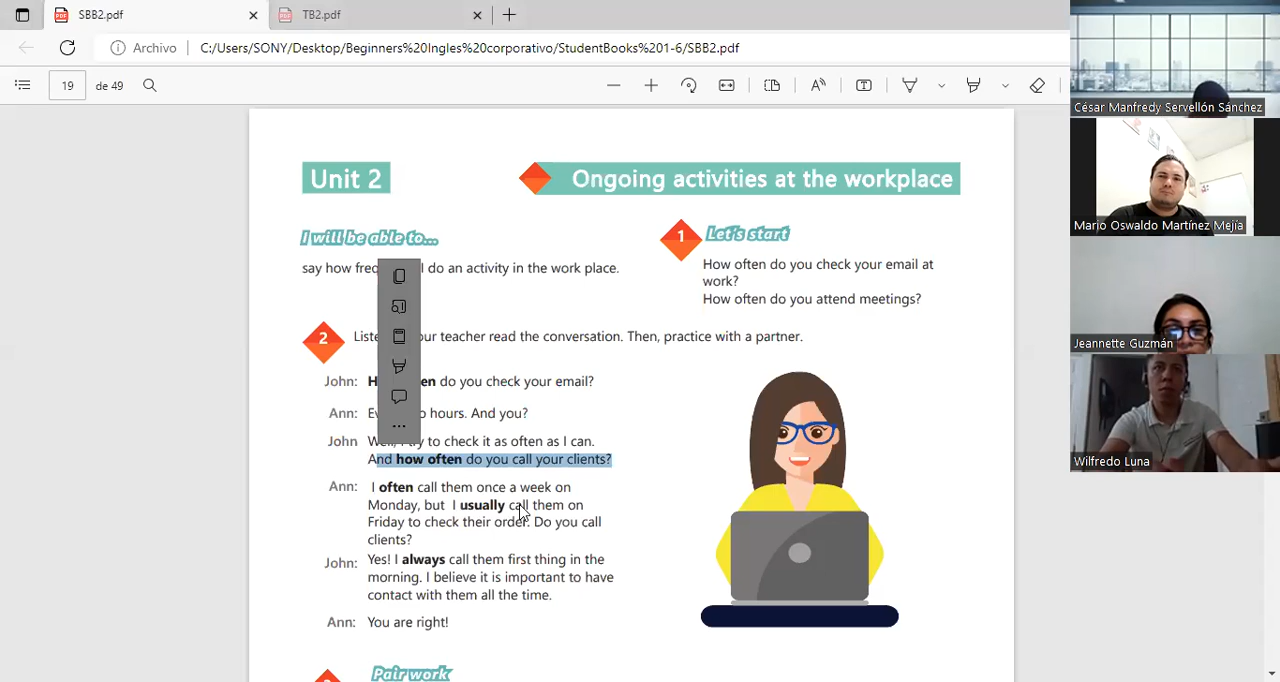 SBB2.pdf
TB2.pdf
Archivo
C:/Users/SONY/Desktop/Beginners%20Ingles%20corporativo/StudentBooks%201-6/SBB2.pdf
19
de 49
Unit 2
Ongoing activities at the workplace
I will be able to...
say how freq I do an activity in the work place.
1
Let's start
How often do you check your email at
work?
How often do you attend meetings?
2
Liste our teacher read the conversation. Then, practice with a partner.
John: H en do you check your email?
Ann: Ev o hours. And you?
John Well, I try to check it as often as I can.
And how often do you call your clients?
Ann: I often call them once a week on
Monday, but I usually call them on
Friday to check their order. Do you call
clients?
John: Yes! I always call them first thing in the
morning. I believe it is important to have
contact with them all the time.
Ann: You are right!
Pair work
César Manfredy Servellón Sánchez
Mario Oswaldo Martínez Mejïa
Jeannette Guzmán
Wilfredo Luna